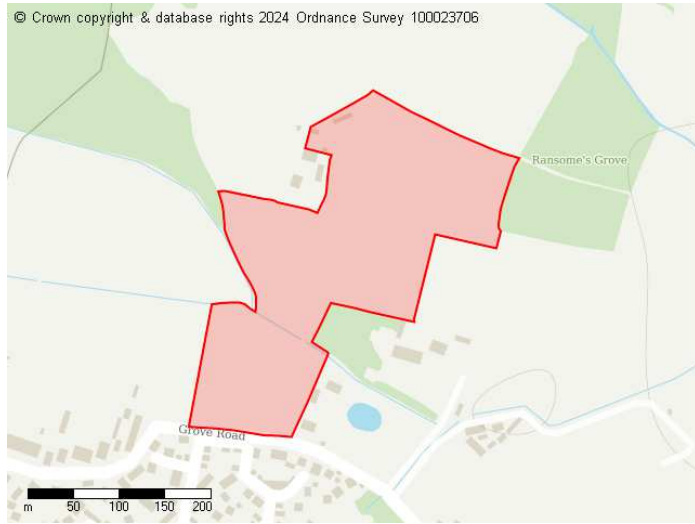 © Crown copyright & database rights 2024 Ordnance Survey 100023706
Ransome's Grove
Grove Road
m 50 100 150 200